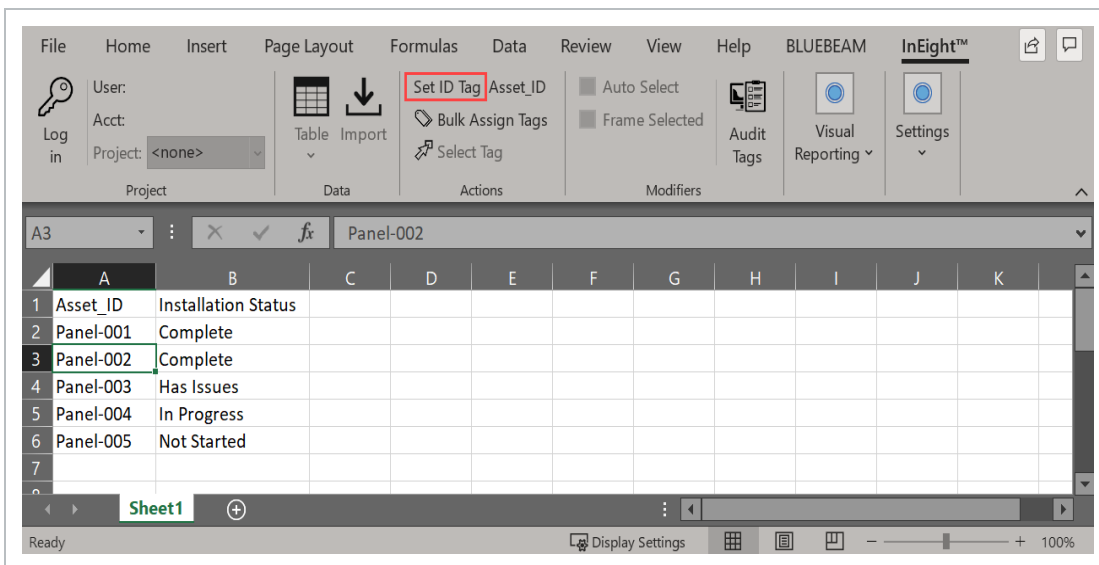 File Home Insert Page Layout Formulas Data Review View Help BLUEBEAM InEight™
Log in
User:
Acct:
Project: <none>
Project
Table Import
Data
Set ID Tag Asset_ID
Bulk Assign Tags
Select Tag
Actions
Auto Select
Frame Selected
Modifiers
Audit Tags
Visual Reporting
Settings
A3 fx Panel-002
A B C D E F G H I J K
1 Asset_ID Installation Status
2 Panel-001 Complete
3 Panel-002 Complete
4 Panel-003 Has Issues
5 Panel-004 In Progress
6 Panel-005 Not Started
7
Sheet1
Ready Display Settings 100%